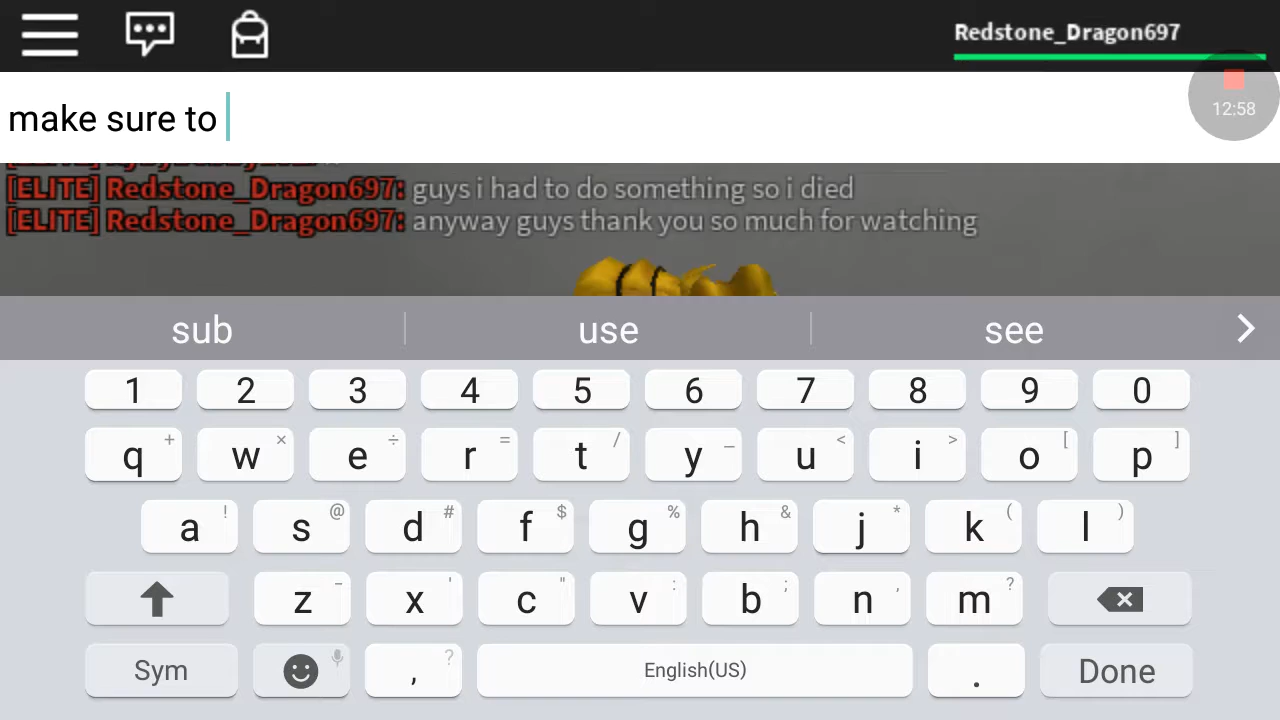 Redstone_Dragon697
12:58
make sure to
[ELITE] Redstone_Dragon697: guys i had to do something so i died
[ELITE] Redstone_Dragon697: anyway guys thank you so much for watching
sub use see
1 2 3 4 5 6 7 8 9 0
q + w × e ÷ r = t / y _ u < i > o [ p ]
a ! s @ d # f $ g % h & j * k ( l )
z - x ' c " v : b ; n , m ?
Sym , ? English(US) . Done